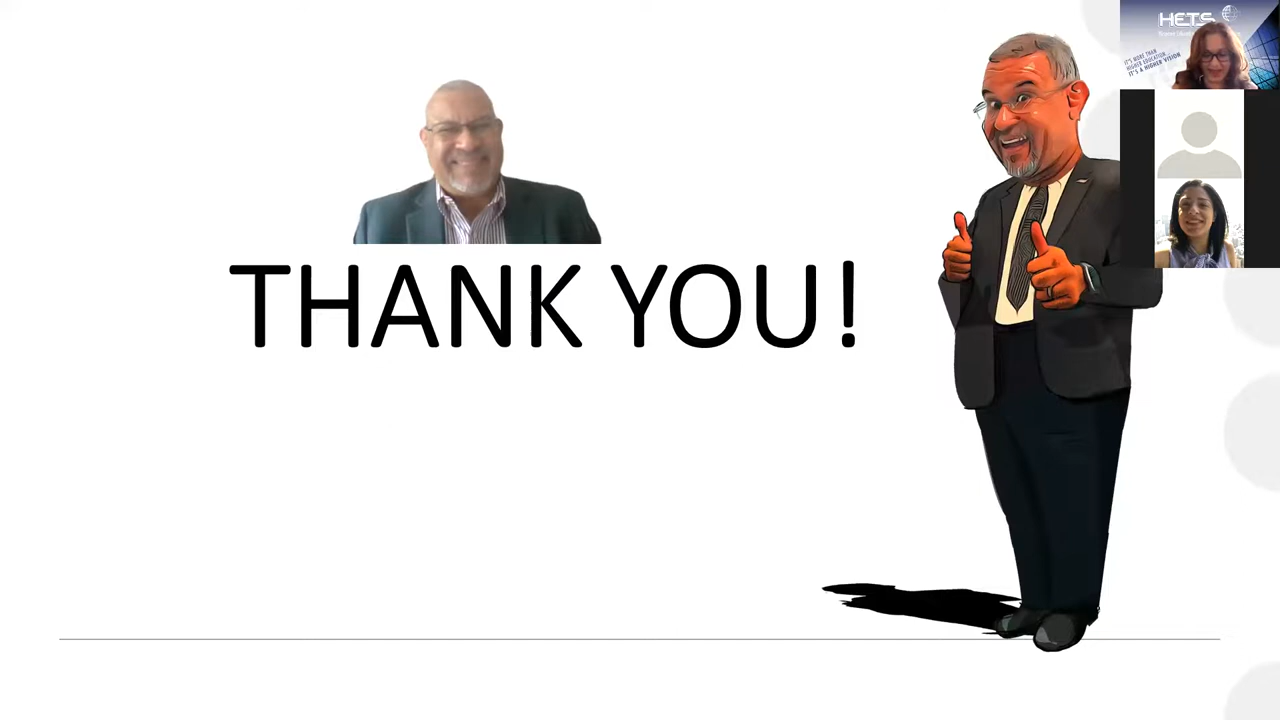 THANK YOU!
HETS
IT'S MORE THAN
HIGHER EDUCATION
IT'S A HIGHER VISION